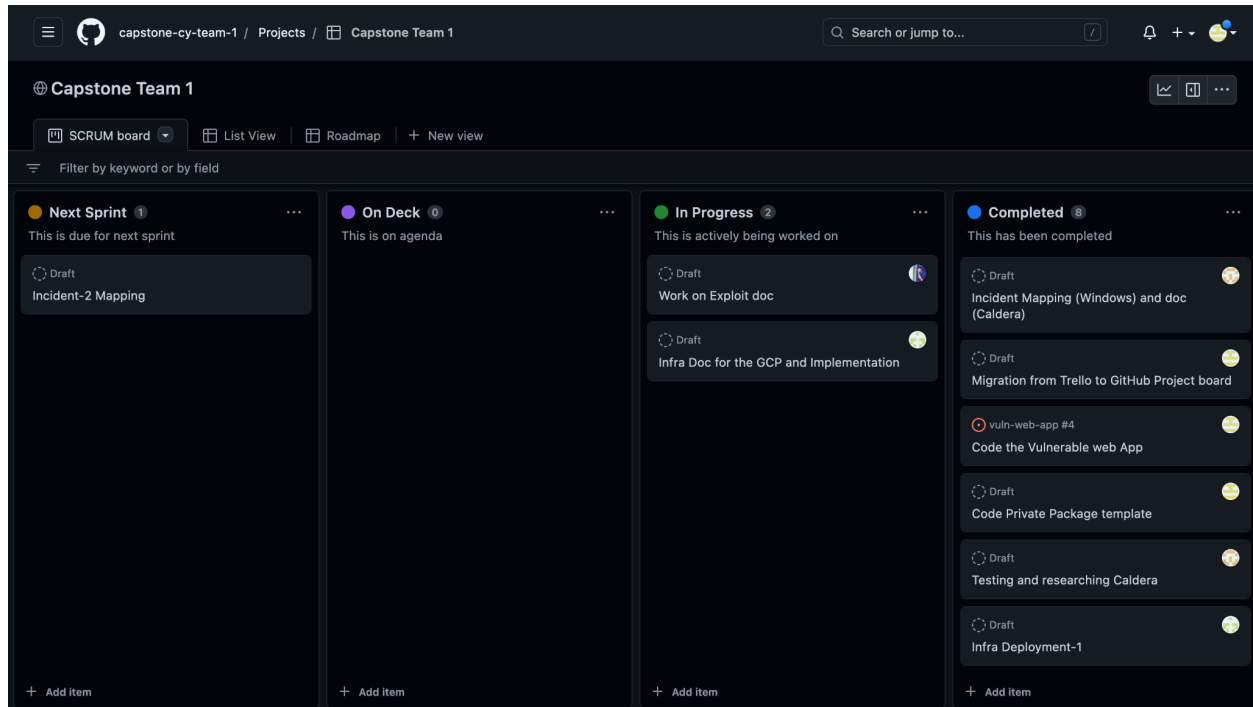 capstone-cy-team-1 / Projects / Capstone Team 1
Search or jump to...
/
Capstone Team 1
SCRUM board
List View
Roadmap
+ New view
Filter by keyword or by field
Next Sprint 1
This is due for next sprint
Draft
Incident-2 Mapping
+ Add item
On Deck 0
This is on agenda
+ Add item
In Progress 2
This is actively being worked on
Draft
Work on Exploit doc
Draft
Infra Doc for the GCP and Implementation
+ Add item
Completed 8
This has been completed
Draft
Incident Mapping (Windows) and doc
(Caldera)
Draft
Migration from Trello to GitHub Project board
vuln-web-app #4
Code the Vulnerable web App
Draft
Code Private Package template
Draft
Testing and researching Caldera
Draft
Infra Deployment-1
+ Add item